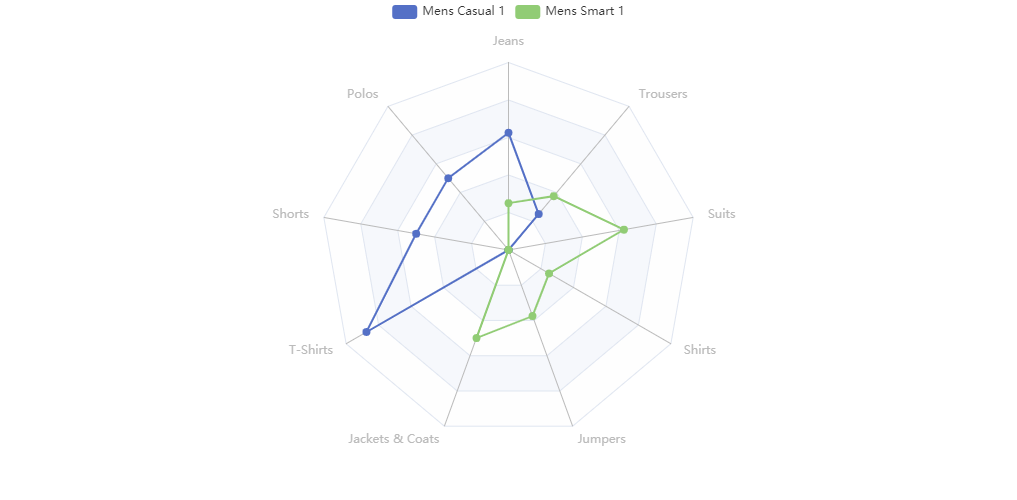 Mens Casual 1
Mens Smart 1
Jeans
Polos
Trousers
Shorts
Suits
T-Shirts
Shirts
Jackets & Coats
Jumpers